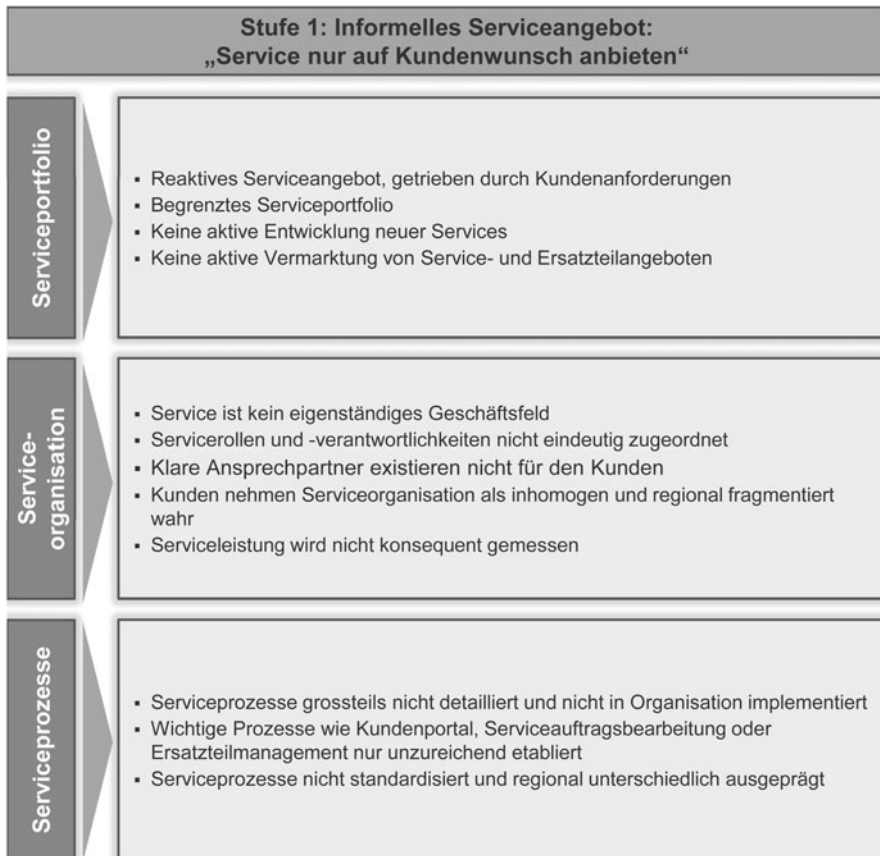 Stufe 1: Informelles Serviceangebot:
„Service nur auf Kundenwunsch anbieten“
Serviceportfolio
▪ Reaktives Serviceangebot, getrieben durch Kundenanforderungen
▪ Begrenztes Serviceportfolio
▪ Keine aktive Entwicklung neuer Services
▪ Keine aktive Vermarktung von Service- und Ersatzteilangeboten
Service-
organisation
▪ Service ist kein eigenständiges Geschäftsfeld
▪ Servicerollen und -verantwortlichkeiten nicht eindeutig zugeordnet
▪ Klare Ansprechpartner existieren nicht für den Kunden
▪ Kunden nehmen Serviceorganisation als inhomogen und regional fragmentiert
wahr
▪ Serviceleistung wird nicht konsequent gemessen
Serviceprozesse
▪ Serviceprozesse grossteils nicht detailliert und nicht in Organisation implementiert
▪ Wichtige Prozesse wie Kundenportal, Serviceauftragsbearbeitung oder
Ersatzteilmanagement nur unzureichend etabliert
▪ Serviceprozesse nicht standardisiert und regional unterschiedlich ausgeprägt